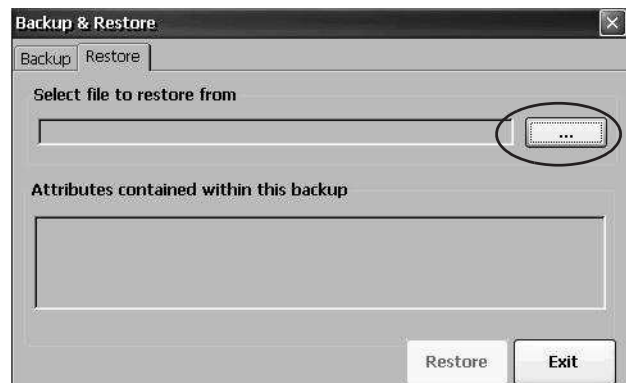 Backup & Restore
Backup Restore
Select file to restore from
...
Attributes contained within this backup
Restore Exit